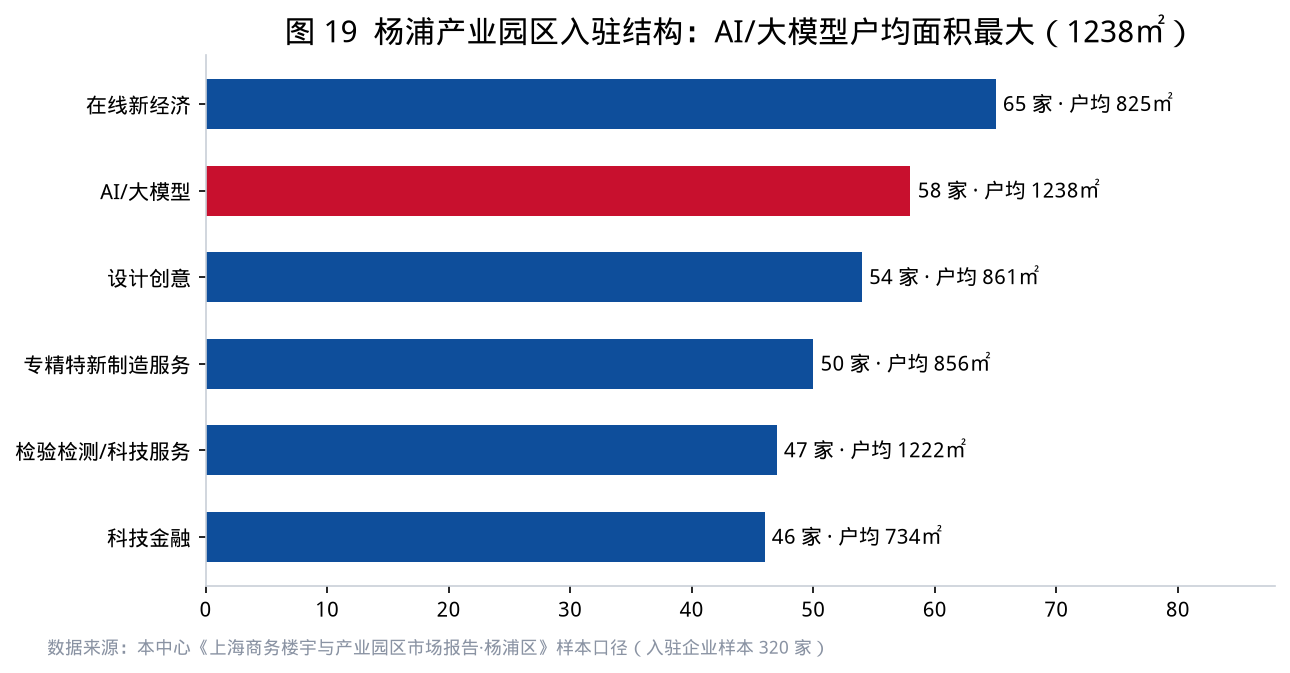 图 19 杨浦产业园区入驻结构：AI/大模型户均面积最大（1238㎡）
在线新经济
65 家 · 户均 825㎡
AI/大模型
58 家 · 户均 1238㎡
设计创意
54 家 · 户均 861㎡
专精特新制造服务
50 家 · 户均 856㎡
检验检测/科技服务
47 家 · 户均 1222㎡
科技金融
46 家 · 户均 734㎡
0 10 20 30 40 50 60 70 80
数据来源：本中心《上海商务楼宇与产业园区市场报告·杨浦区》样本口径（入驻企业样本 320 家）